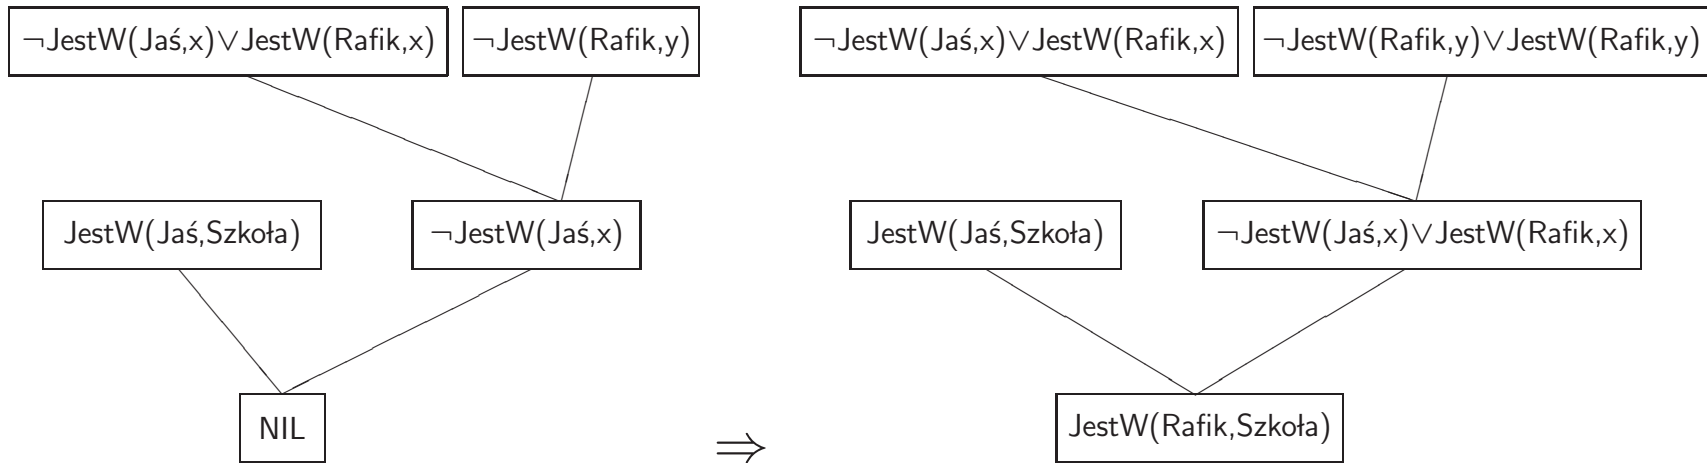 ¬JestW(Jaś,x)∨JestW(Rafik,x) ¬JestW(Rafik,y) ¬JestW(Jaś,x)∨JestW(Rafik,x) ¬JestW(Rafik,y)∨JestW(Rafik,y)
JestW(Jaś,Szkoła) ¬JestW(Jaś,x) JestW(Jaś,Szkoła) ¬JestW(Jaś,x)∨JestW(Rafik,x)
NIL ⇒ JestW(Rafik,Szkoła)